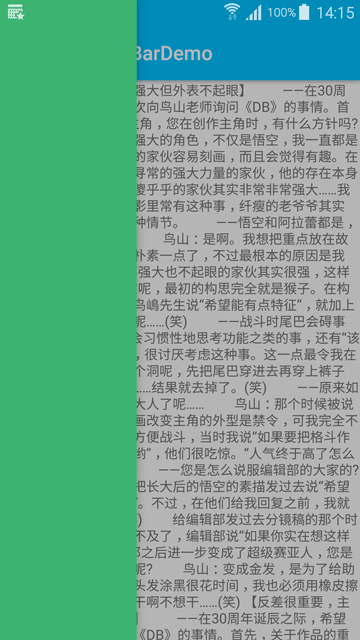 100% 14:15
BarDemo
强大但外表不起眼】 ——在30周
次向鸟山老师询问《DB》的事情。首
主角，您在创作主角时，有什么方针吗?
强大的角色，不仅是悟空，我一直都是
的家伙容易刻画，而且会觉得有趣。在
寻常的强大力量的家伙，他的存在本身
傻乎乎的家伙其实非常非常强大……我
影里常有这种事，纤瘦的老爷爷其实
种情节。 ——悟空和阿拉蕾都是，
鸟山：是啊。我想把重点放在故
朴素一点了，不过最根本的原因是我
强大也不起眼的家伙其实很强，这样
呢，最初的构思完全就是猴子。在构
鸟嶋先生说“希望能有点特征”，就加上
呢……(笑) ——战斗时尾巴会碍事
会习惯性地思考功能之类的事，还有“该
，很讨厌考虑这种事。这一点最令我在
个洞呢，先把尾巴穿进去再穿上裤子
……结果就去掉了。(笑) ——原来如
大人了呢…… 鸟山：那个时候被说
画改变主角的外型是禁令，可我完全不
方便战斗，当时我说“如果要把格斗作
的”，他们很吃惊。“人气终于高了怎么
——您是怎么说服编辑部的大家的?
把长大后的悟空的素描发过去说“希望
”。不过，在他们给我回复之前，我就
) 给编辑部发过去分镜稿的那个时
不及了，编辑部说“如果你实在想这样
那之后进一步变成了超级赛亚人，您是
呢? 鸟山：变成金发，是为了给助
头发涂黑很花时间，我也必须用橡皮擦
干啊不想干……(笑)【反差很重要，主
】 ——在30周年诞辰之际，希望
《DB》的事情。首先，关于作品的重